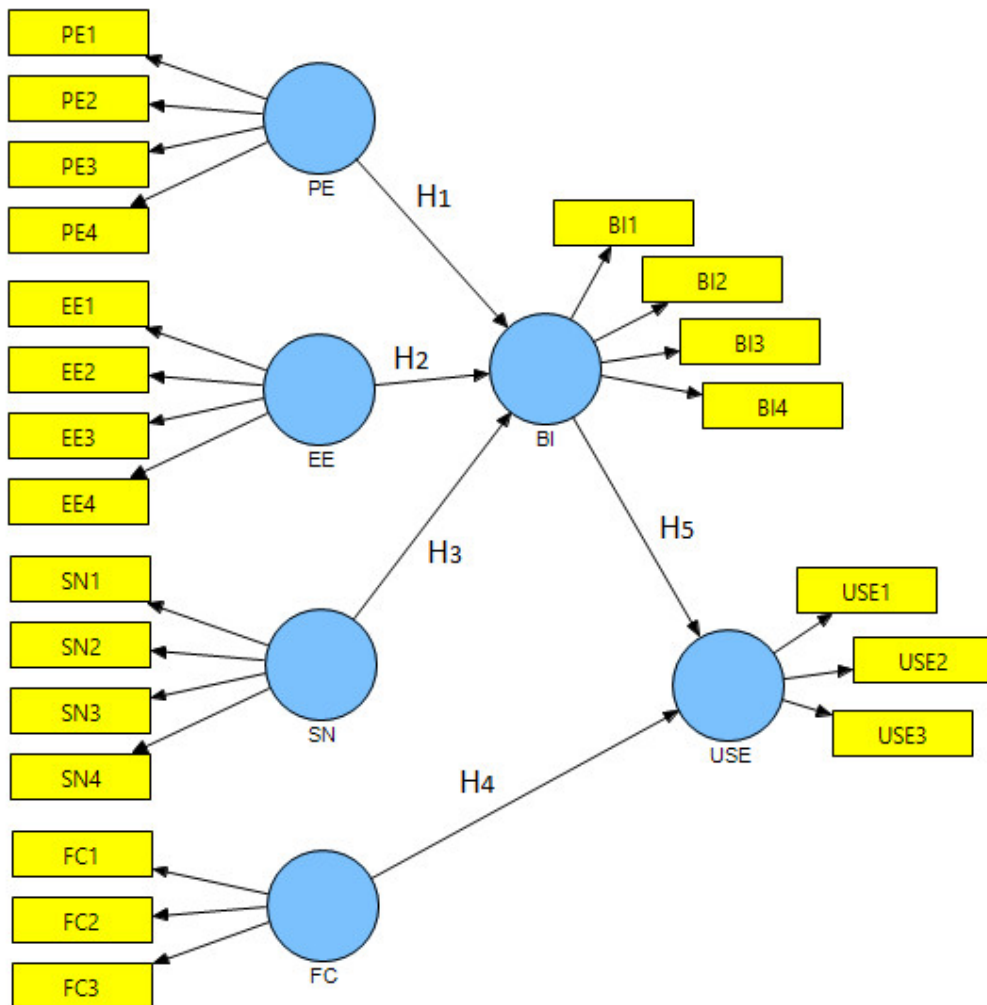 PE1
PE2
PE3
PE4
PE
H1
EE1
EE2
EE3
EE4
EE
H2
SN1
SN2
SN3
SN4
SN
H3
FC1
FC2
FC3
FC
H4
BI1
BI2
BI3
BI4
BI
H5
USE1
USE2
USE3
USE